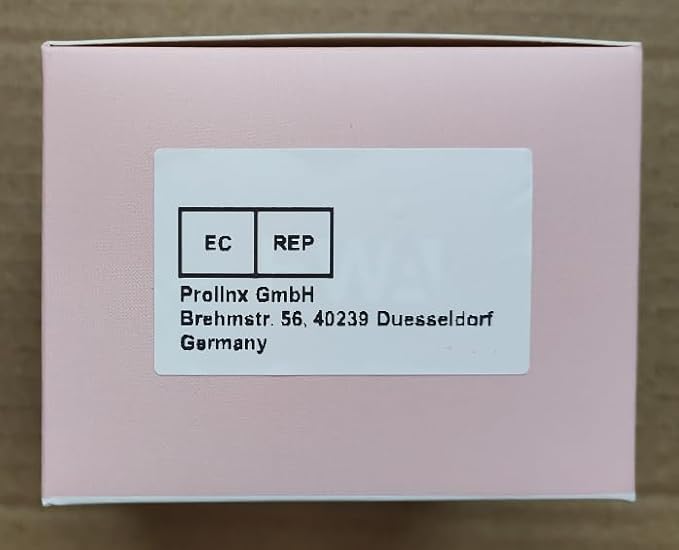 EC REP
Prolinx GmbH
Brehmstr. 56, 40239 Duesseldorf
Germany